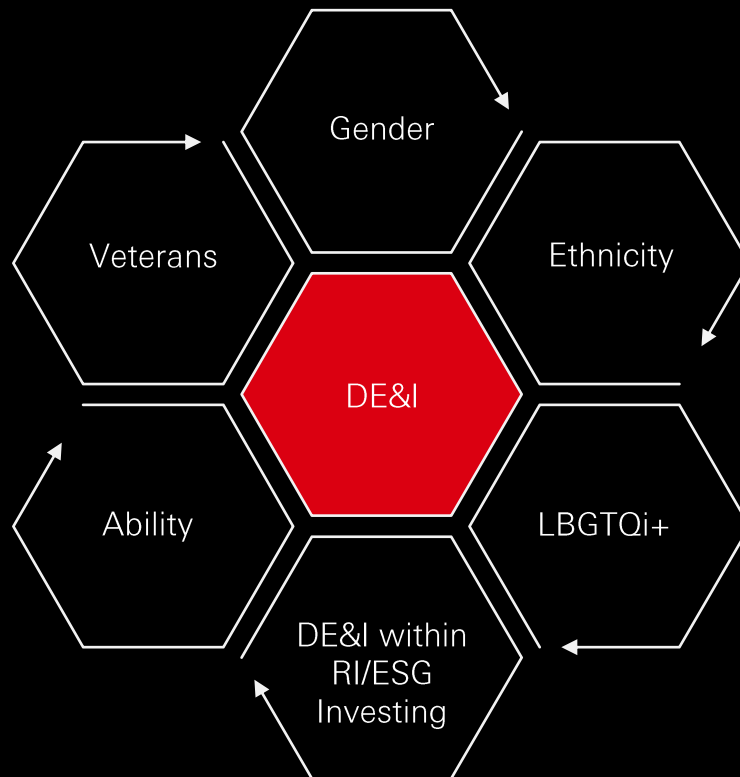 Gender
Veterans
Ethnicity
DE&I
Ability
LBGTQi+
DE&I within
RI/ESG
Investing